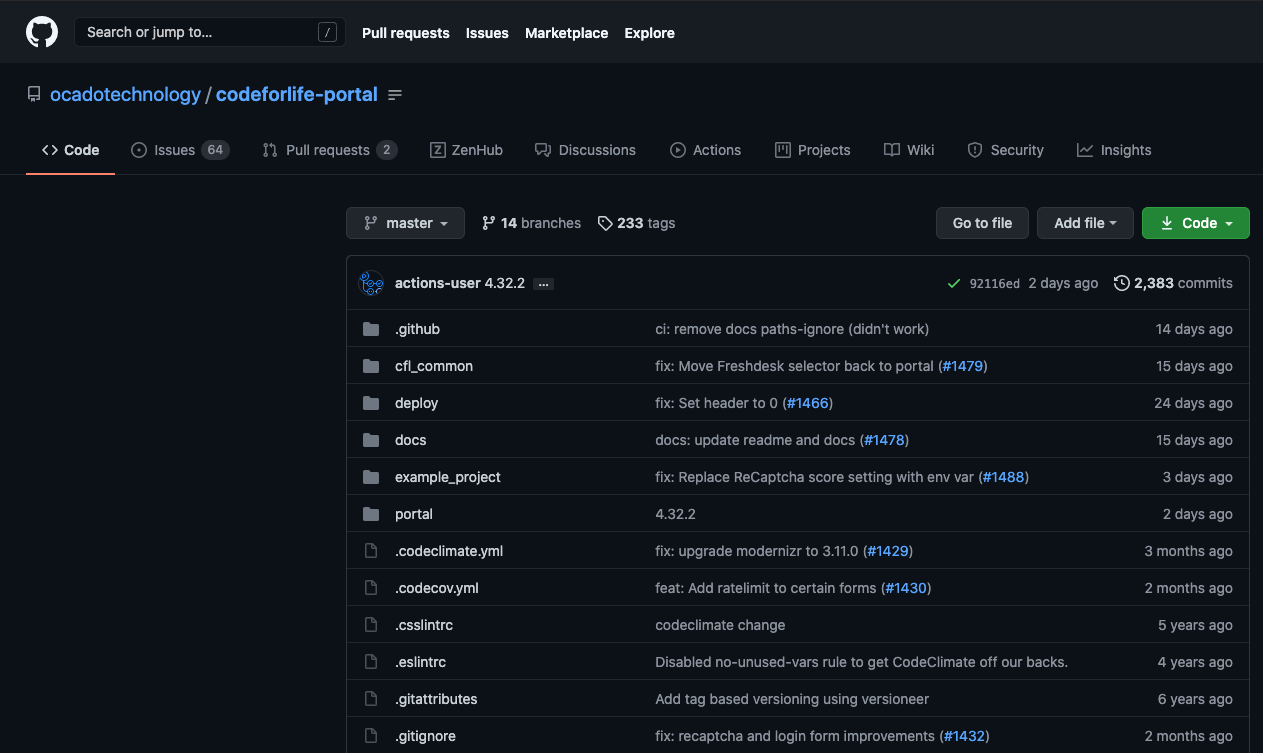 Search or jump to... /
Pull requests Issues Marketplace Explore
ocadotechnology / codeforlife-portal
Code Issues 64 Pull requests 2 ZenHub Discussions Actions Projects Wiki Security Insights
master 14 branches 233 tags Go to file Add file Code
actions-user 4.32.2 ... 92116ed 2 days ago 2,383 commits
.github ci: remove docs paths-ignore (didn't work) 14 days ago
cfl_common fix: Move Freshdesk selector back to portal (#1479) 15 days ago
deploy fix: Set header to 0 (#1466) 24 days ago
docs docs: update readme and docs (#1478) 15 days ago
example_project fix: Replace ReCaptcha score setting with env var (#1488) 3 days ago
portal 4.32.2 2 days ago
.codeclimate.yml fix: upgrade modernizr to 3.11.0 (#1429) 3 months ago
.codecov.yml feat: Add ratelimit to certain forms (#1430) 2 months ago
.csslintrc codeclimate change 5 years ago
.eslintrc Disabled no-unused-vars rule to get CodeClimate off our backs. 4 years ago
.gitattributes Add tag based versioning using versioneer 6 years ago
.gitignore fix: recaptcha and login form improvements (#1432) 2 months ago